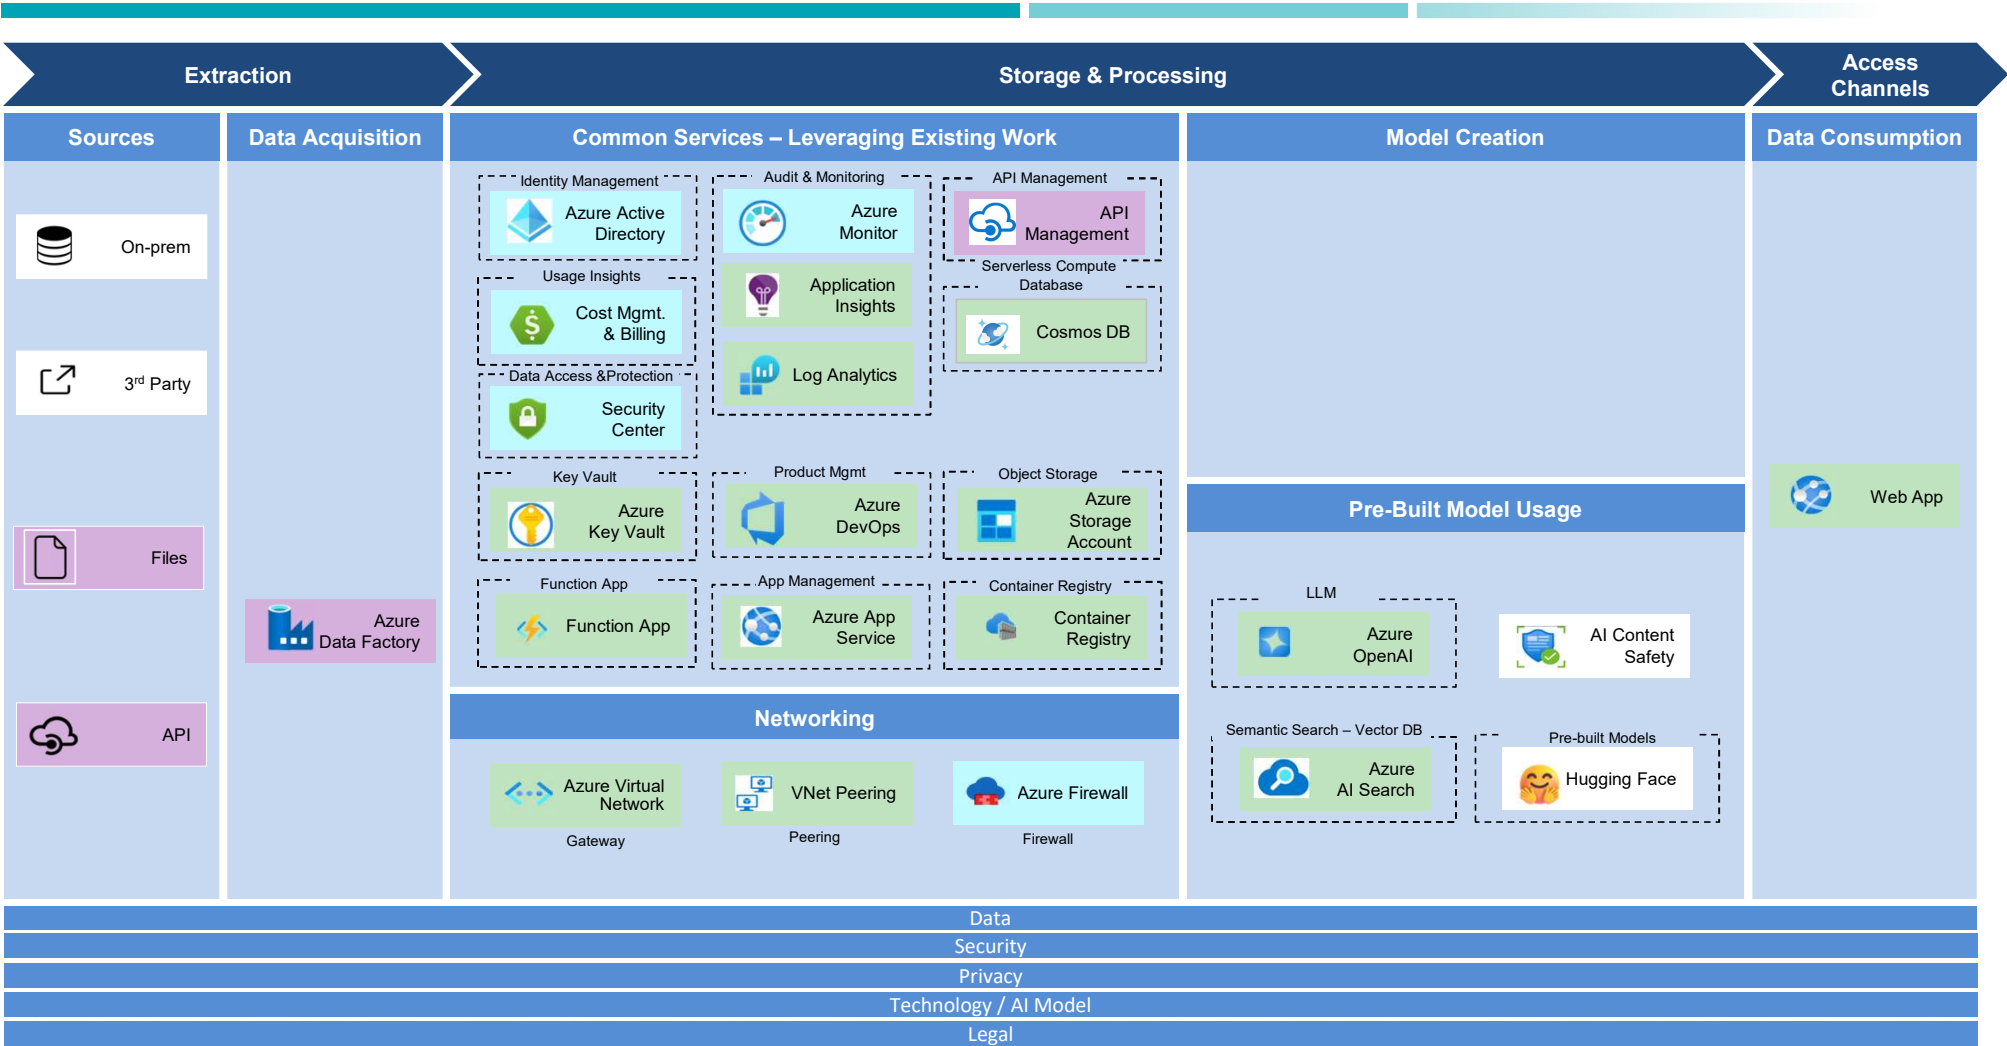 Extraction
Storage & Processing
Access
Channels
Sources
Data Acquisition
Common Services – Leveraging Existing Work
Model Creation
Data Consumption
On-prem
3rd Party
Files
API
Azure
Data Factory
Identity Management
Azure Active
Directory
Usage Insights
Cost Mgmt.
& Billing
Data Access &Protection
Security
Center
Audit & Monitoring
Azure
Monitor
Application
Insights
Log Analytics
API Management
API
Management
Serverless Compute
Database
Cosmos DB
Key Vault
Azure
Key Vault
Product Mgmt
Azure
DevOps
Object Storage
Azure
Storage
Account
Function App
Function App
App Management
Azure App
Service
Container Registry
Container
Registry
Networking
Azure Virtual
Network
Gateway
VNet Peering
Peering
Azure Firewall
Firewall
Pre-Built Model Usage
LLM
Azure
OpenAI
AI Content
Safety
Semantic Search – Vector DB
Azure
AI Search
Pre-built Models
Hugging Face
Web App
Data
Security
Privacy
Technology / AI Model
Legal